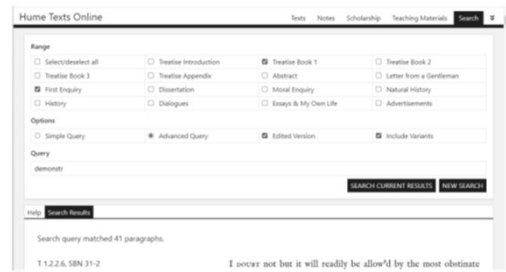 Hume Texts Online Texts Notes Scholarship Teaching Materials Search
Range
Select/deselect all Treatise Introduction Treatise Book 1 Treatise Book 2
Treatise Book 3 Treatise Appendix Abstract Letter from a Gentleman
First Enquiry Dissertation Moral Enquiry Natural History
History Dialogues Essays & My Own Life Advertisements
Options
Simple Query Advanced Query Edited Version Include Variants
Query
demonstr
SEARCH CURRENT RESULTS NEW SEARCH
Help Search Results
Search query matched 41 paragraphs.
T 1.2.2.6, SBN 31-2 I DOUBT not but it will readily be allow'd by the most obstinate